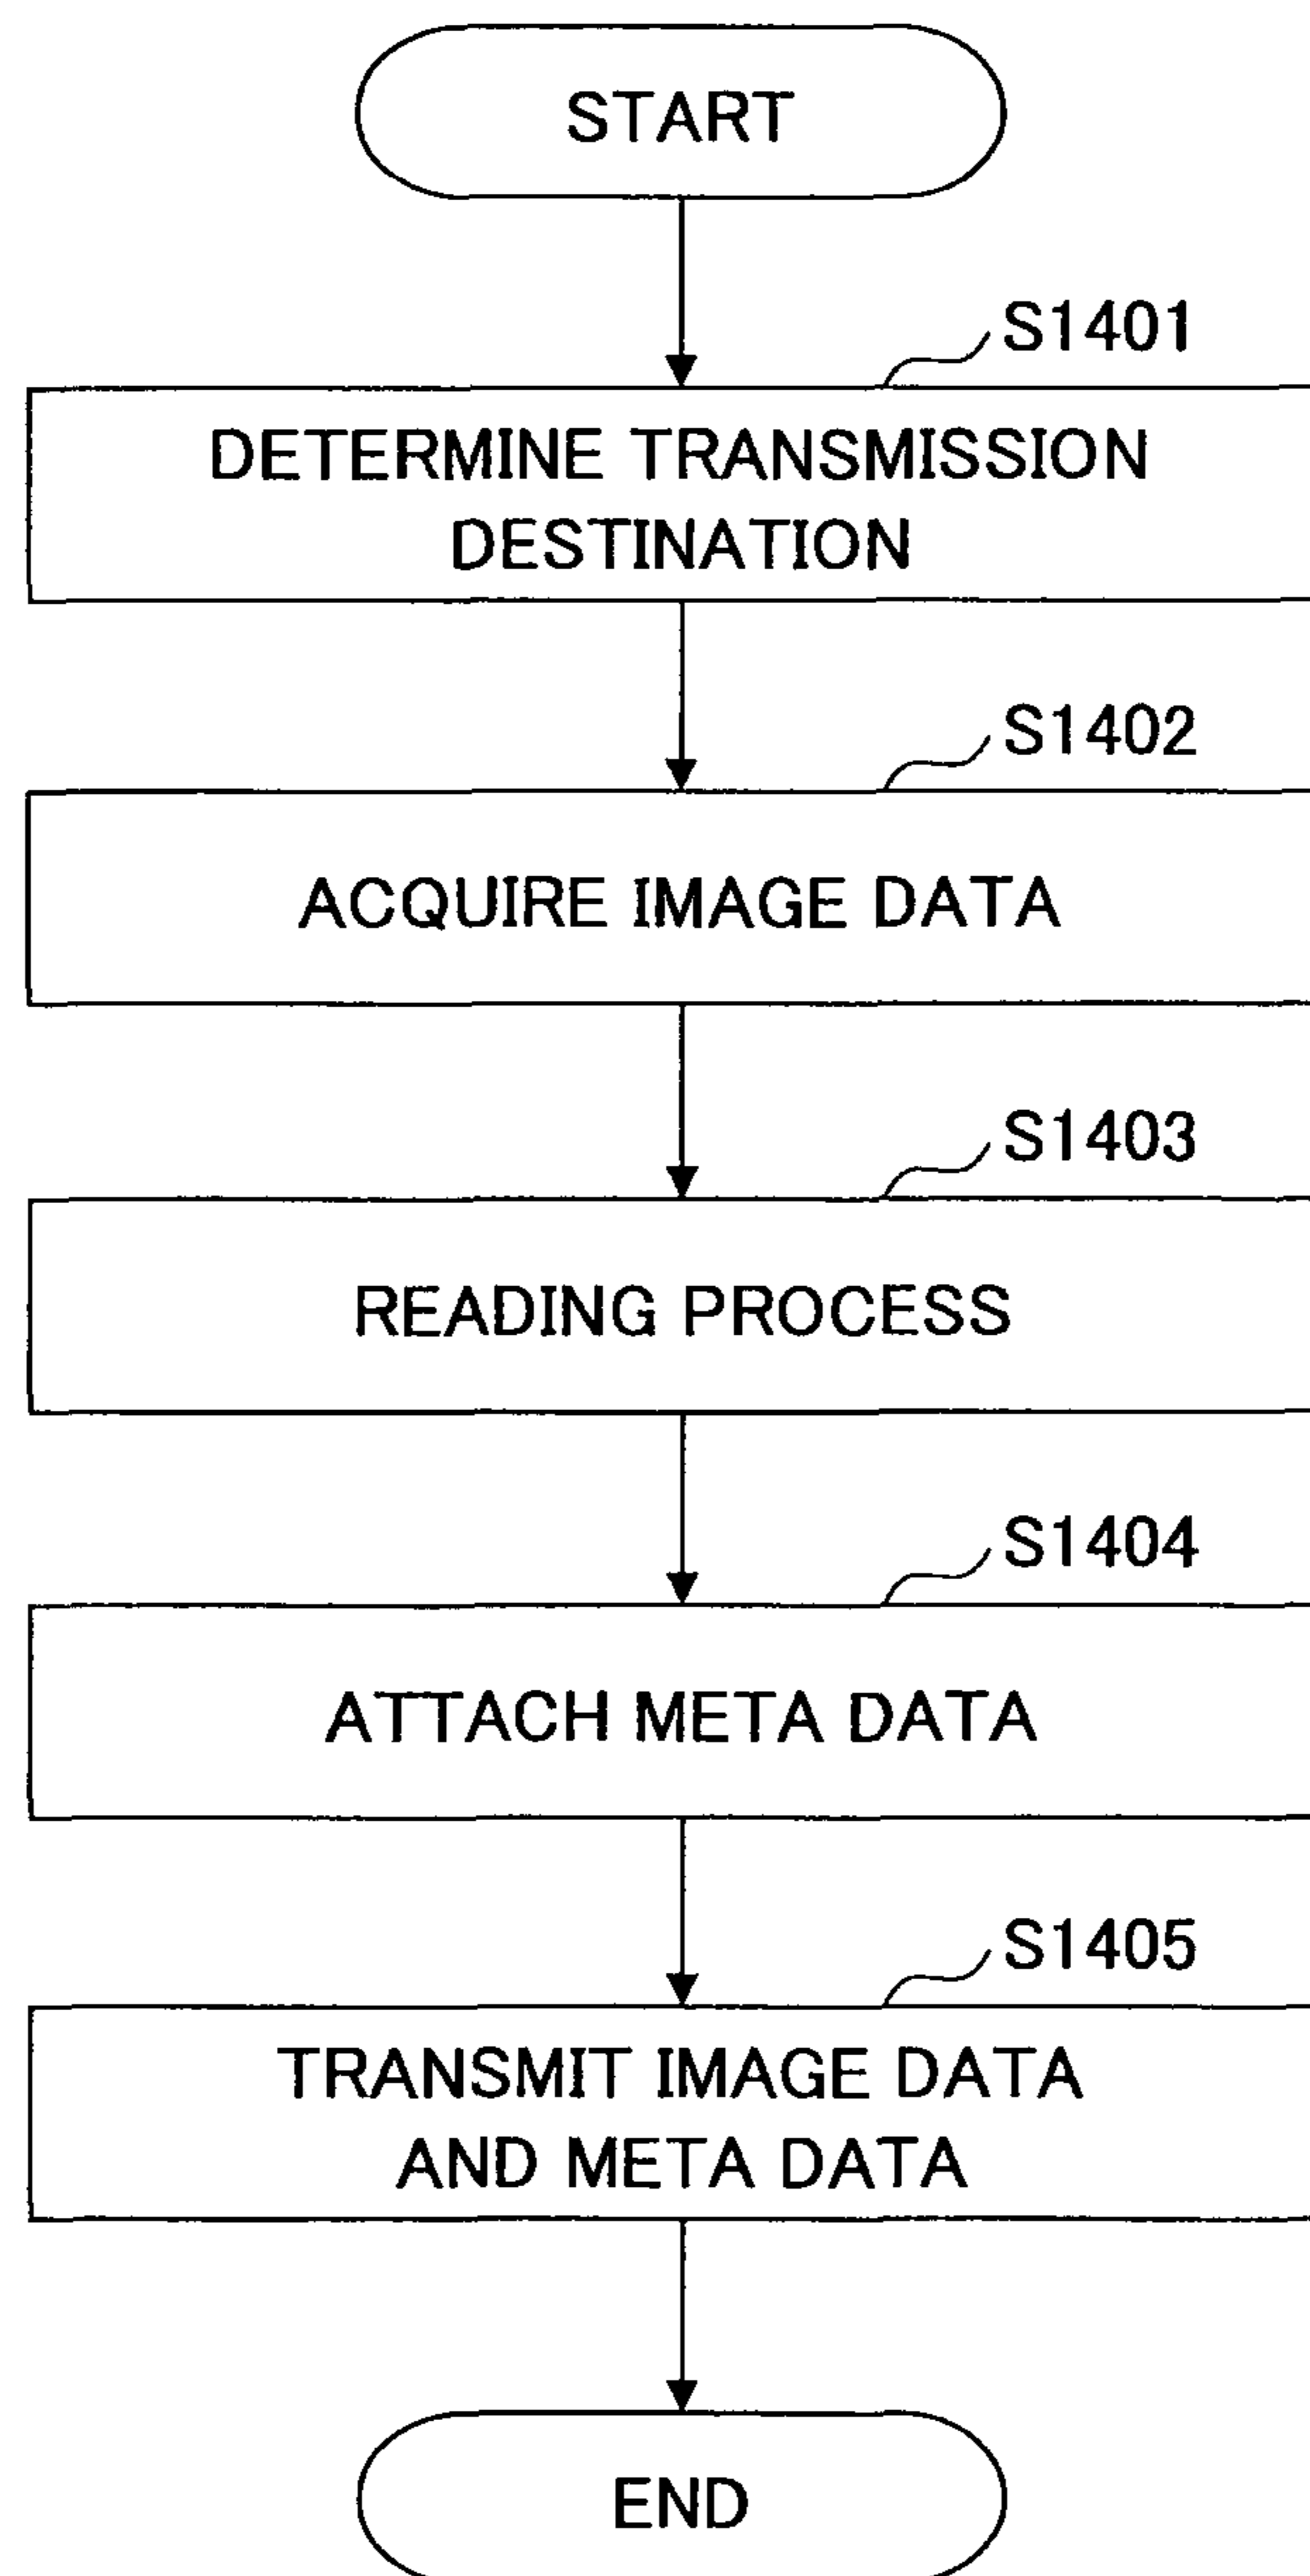 START
S1401
DETERMINE TRANSMISSION
DESTINATION
S1402
ACQUIRE IMAGE DATA
S1403
READING PROCESS
S1404
ATTACH META DATA
S1405
TRANSMIT IMAGE DATA
AND META DATA
END